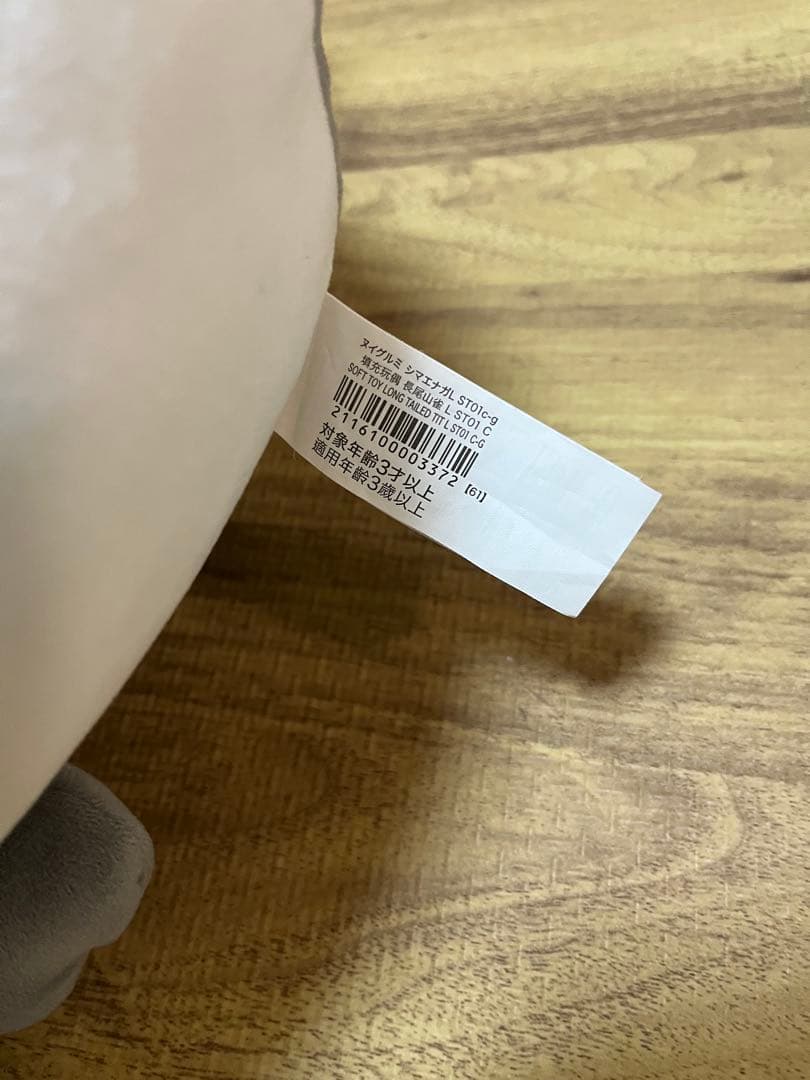 ヌイグルミ シマエナガL ST01c-g
填充玩偶 長尾山雀 L ST01 C
SOFT TOY LONG TAILED TIT L ST01 C-G
2116100003372 [61]
対象年齢3才以上
適用年齡3歲以上